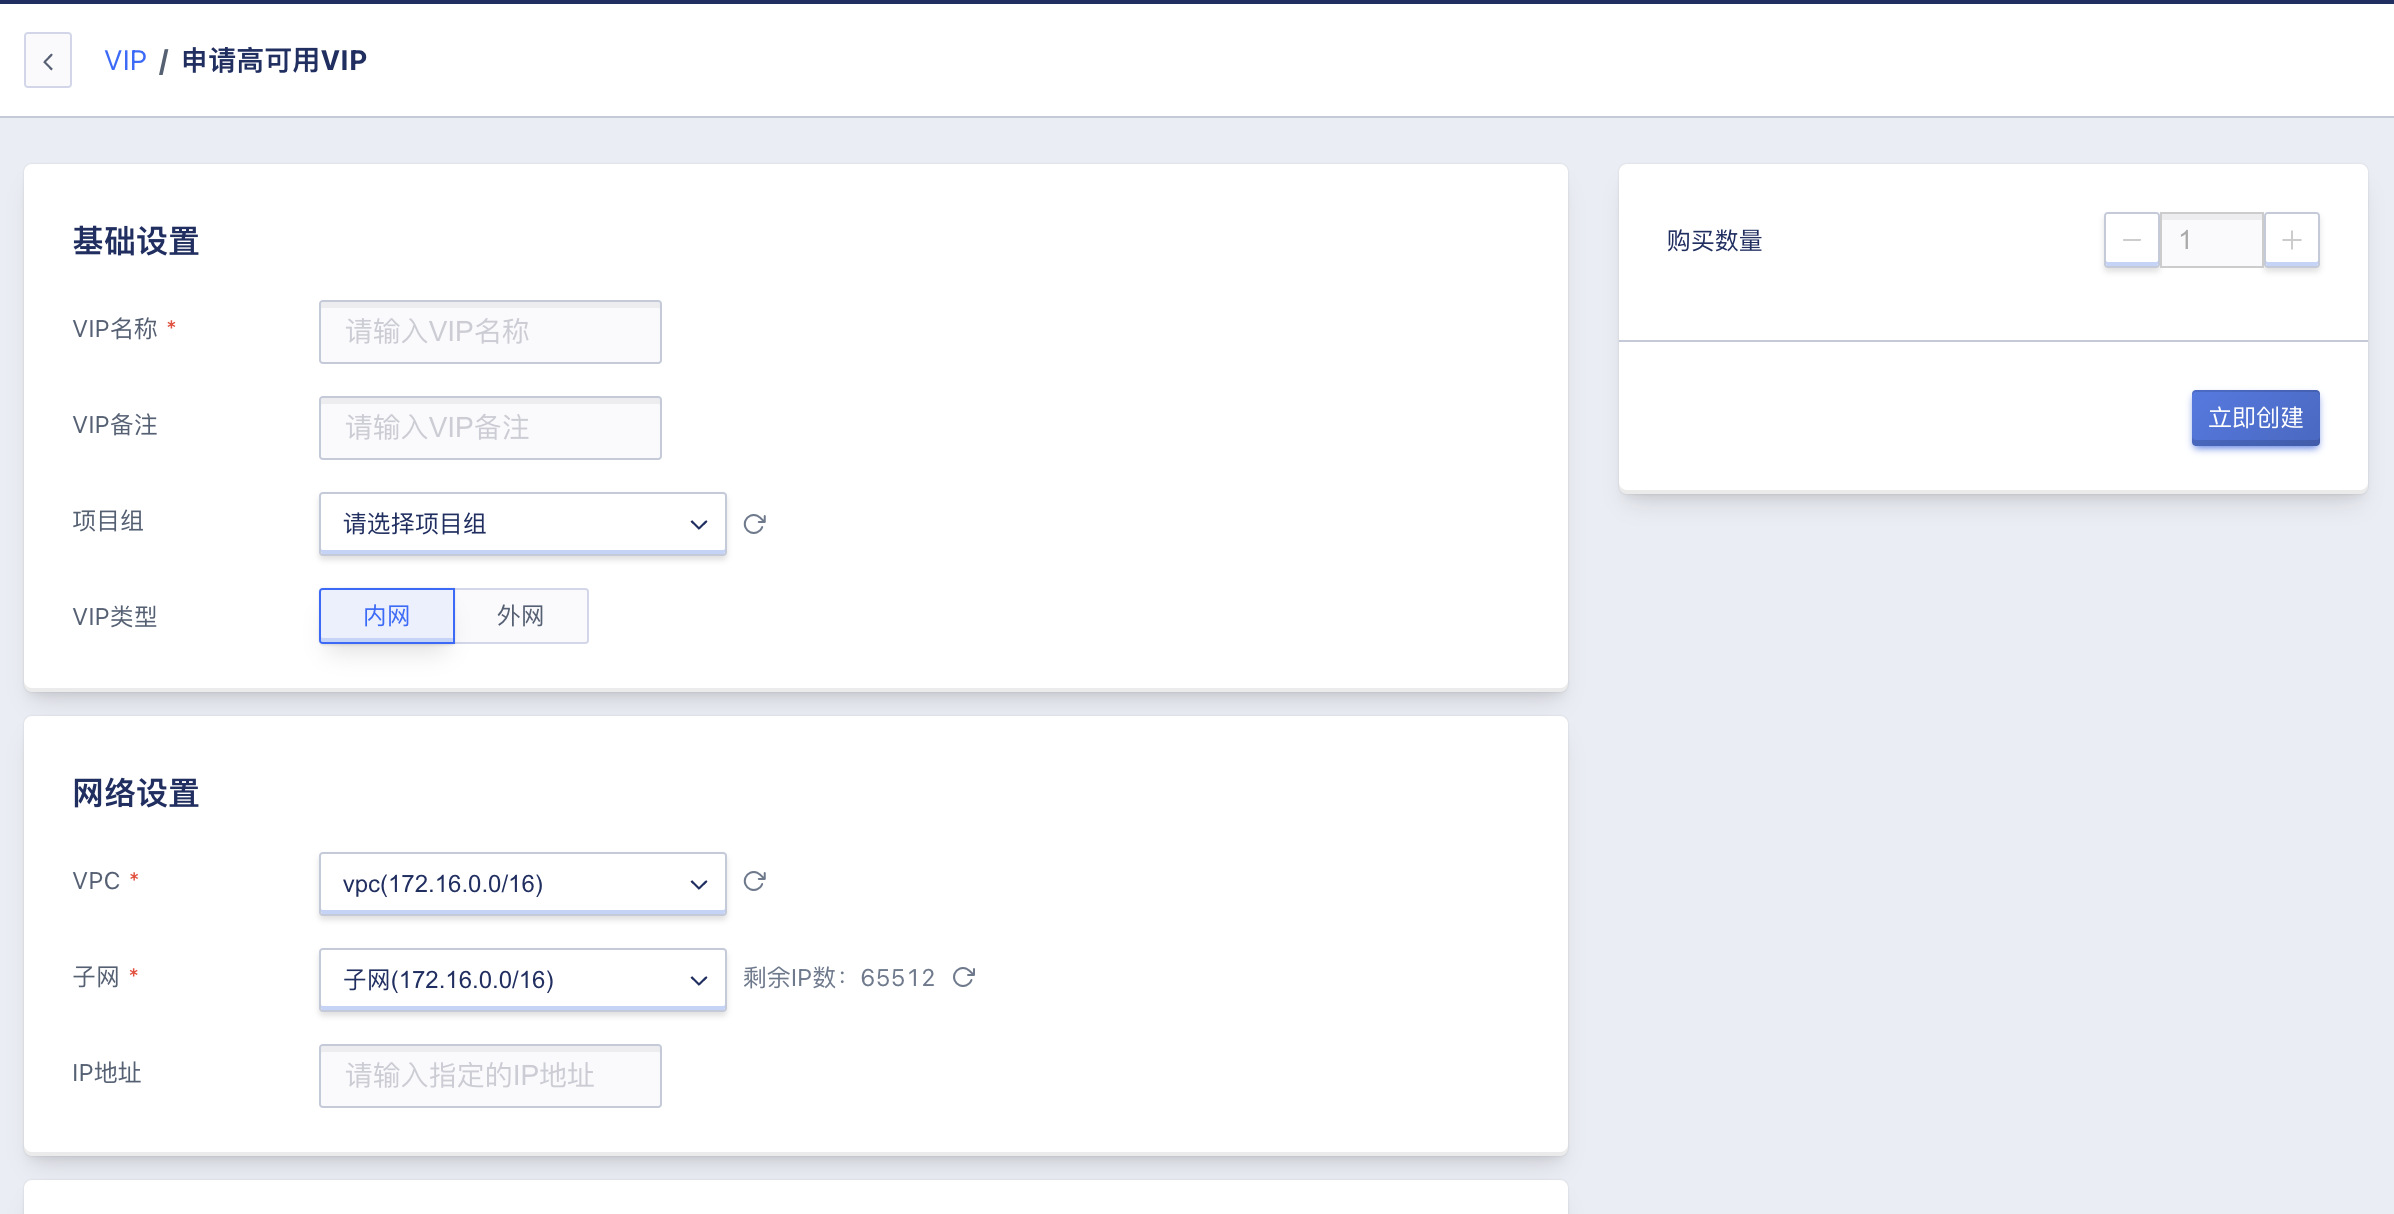 VIP / 申请高可用VIP
基础设置
VIP名称 *
请输入VIP名称
VIP备注
请输入VIP备注
项目组
请选择项目组
VIP类型
内网
外网
网络设置
VPC *
vpc(172.16.0.0/16)
子网 *
子网(172.16.0.0/16)
剩余IP数：65512
IP地址
请输入指定的IP地址
购买数量
1
立即创建